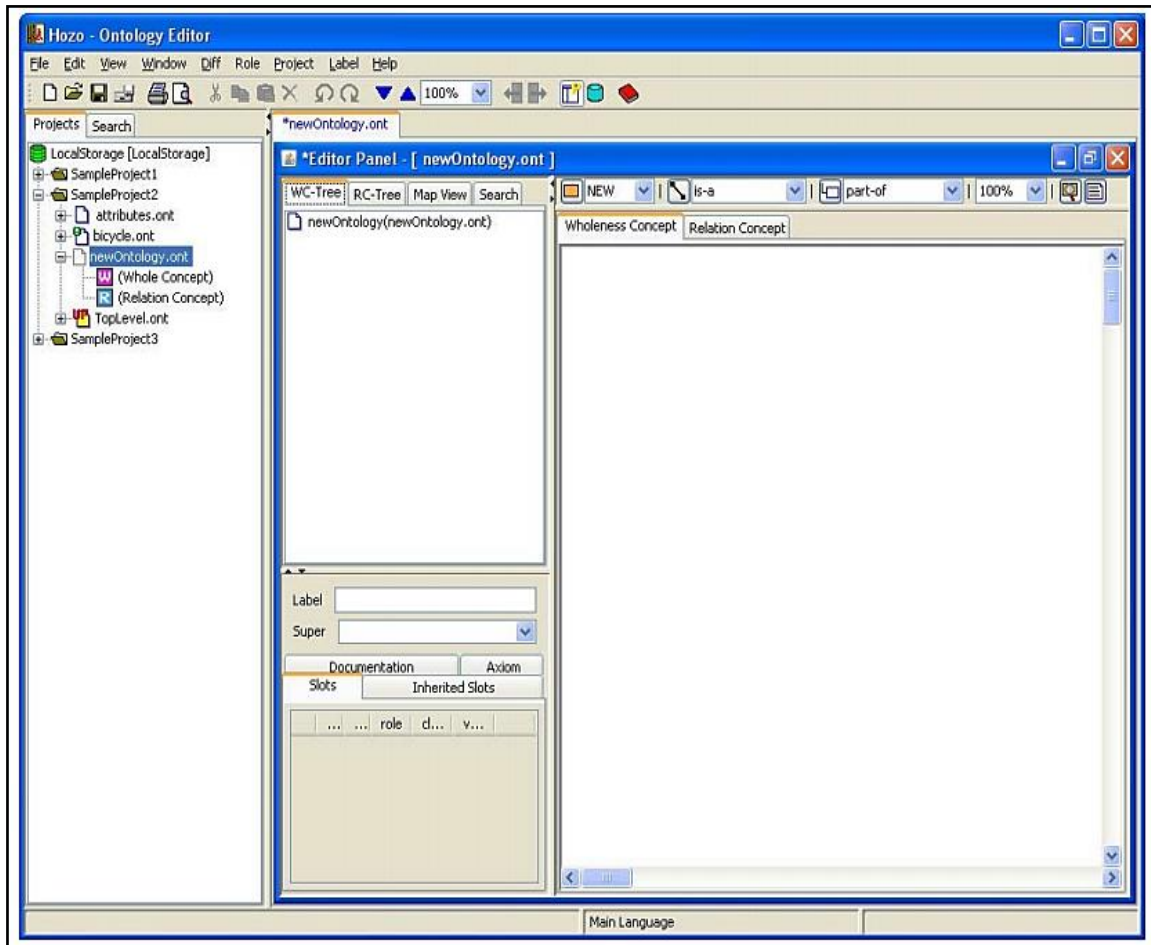 Hozo - Ontology Editor
File Edit View Window Diff Role Project Label Help
100%
Projects Search
LocalStorage [LocalStorage]
SampleProject1
SampleProject2
attributes.ont
bicycle.ont
newOntology.ont
W (Whole Concept)
R (Relation Concept)
TopLevel.ont
SampleProject3
*newOntology.ont
*Editor Panel - [ newOntology.ont ]
WC-Tree RC-Tree Map View Search
newOntology(newOntology.ont)
Label
Super
Documentation Axiom
Slots Inherited Slots
... ... role cl... v...
NEW is-a part-of 100%
Wholeness Concept Relation Concept
Main Language